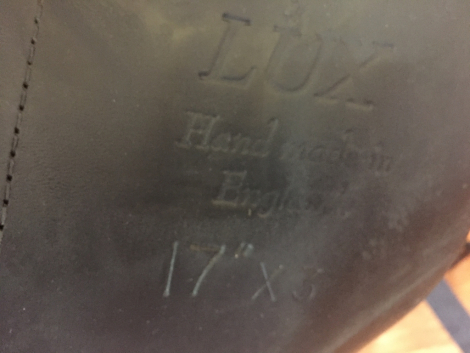 LUX
Hand made in
England
17" X 5